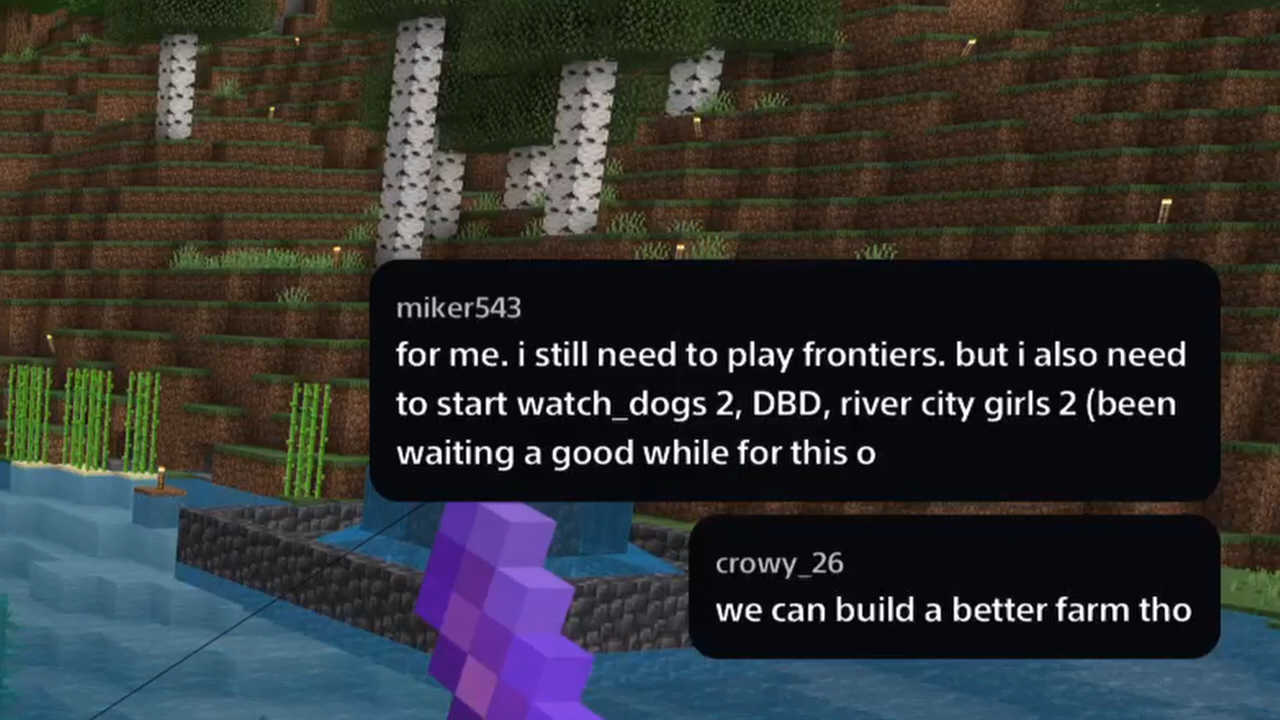 miker543
for me. i still need to play frontiers. but i also need
to start watch_dogs 2, DBD, river city girls 2 (been
waiting a good while for this o
crowy_26
we can build a better farm tho